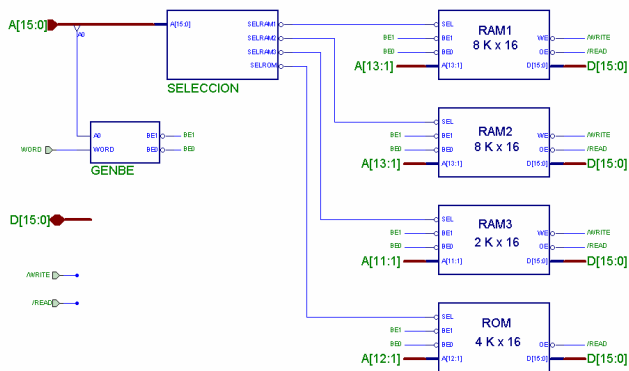 A[15:0]
A0
A[15:0]
SELRAM1
SELRAM2
SELRAM3
SELROM
SELECCION
A0
WORD
WORD
BE1
BE0
BE1
BE0
GENBE
D[15:0]
/WRITE
/READ
RAM1
8 K x 16
SEL
BE1
BE1
WE
/WRITE
BE0
BE0
OE
/READ
A[13:1]
A[13:1]
D[15:0]
D[15:0]
RAM2
8 K x 16
SEL
BE1
BE1
WE
/WRITE
BE0
BE0
OE
/READ
A[13:1]
A[13:1]
D[15:0]
D[15:0]
RAM3
2 K x 16
SEL
BE1
BE1
WE
/WRITE
BE0
BE0
OE
/READ
A[11:1]
A[11:1]
D[15:0]
D[15:0]
ROM
4 K x 16
SEL
BE1
BE1
BE0
BE0
OE
/READ
A[12:1]
A[12:1]
D[15:0]
D[15:0]